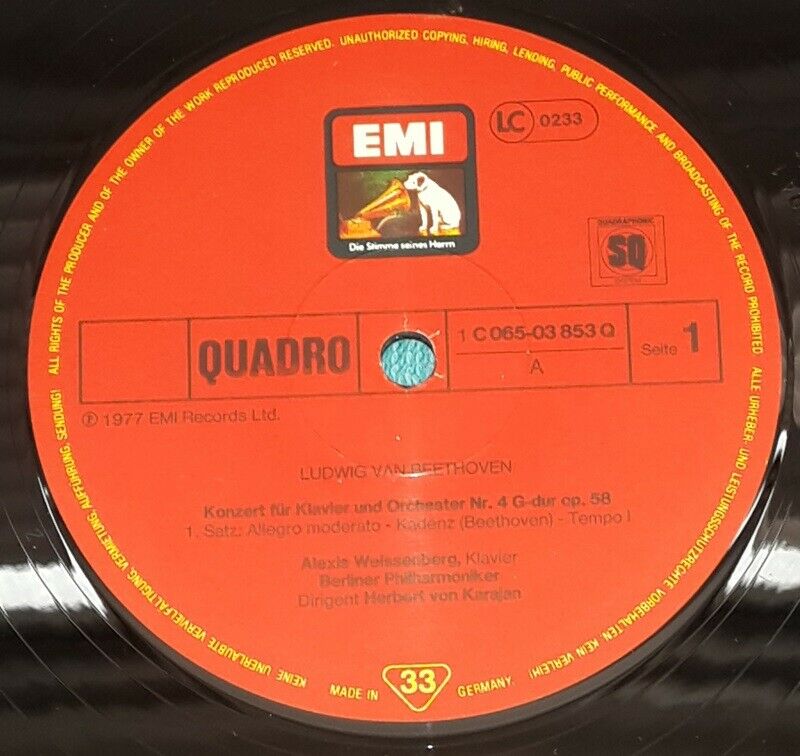 ALL RIGHTS OF THE PRODUCER AND OF THE OWNER OF THE WORK REPRODUCED RESERVED. UNAUTHORIZED COPYING, HIRING, LENDING, PUBLIC PERFORMANCE AND BROADCASTING OF THE RECORD PROHIBITED. ALLE URHEBER- UND LEISTUNGSSCHUTZRECHTE VORBEHALTEN KEIN VERLEIH! KEINE UNERLAUBTE VERVIELFÄLTIGUNG, VERMIETUNG, AUFFÜHRUNG, SENDUNG!
EMI
LC 0233
Die Stimme seines Herrn
QUADRAPHONIC
SQ
SYSTEM
QUADRO
1 C 065-03 853 Q
A
Seite 1
℗ 1977 EMI Records Ltd.
LUDWIG VAN BEETHOVEN
Konzert für Klavier und Orchester Nr. 4 G-dur op. 58
1. Satz: Allegro moderato - Kadenz (Beethoven) - Tempo I
Alexis Weissenberg, Klavier
Berliner Philharmoniker
Dirigent Herbert von Karajan
MADE IN 33 GERMANY.